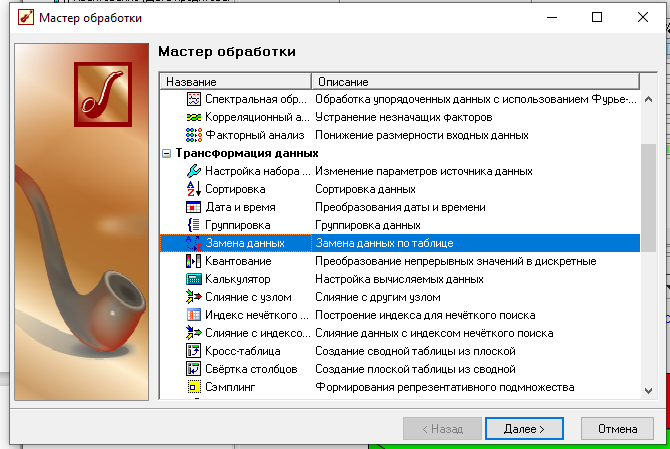 Мастер обработки
Мастер обработки
Название Описание
Спектральная обр... Обработка упорядоченных данных с использованием Фурье-...
Корреляционный а... Устранение незначащих факторов
Факторный анализ Понижение размерности входных данных
Трансформация данных
Настройка набора ... Изменение параметров источника данных
Сортировка Сортировка данных
Дата и время Преобразования даты и времени
Группировка Группировка данных
Замена данных Замена данных по таблице
Квантование Преобразование непрерывных значений в дискретные
Калькулятор Настройка вычисляемых данных
Слияние с узлом Слияние с другим узлом
Индекс нечёткого ... Построение индекса для нечёткого поиска
Слияние с индексо... Слияние данных с индексом нечёткого поиска
Кросс-таблица Создание сводной таблицы из плоской
Свёртка столбцов Создание плоской таблицы из сводной
Сэмплинг Формирования репрезентативного подмножества
< Назад Далее > Отмена